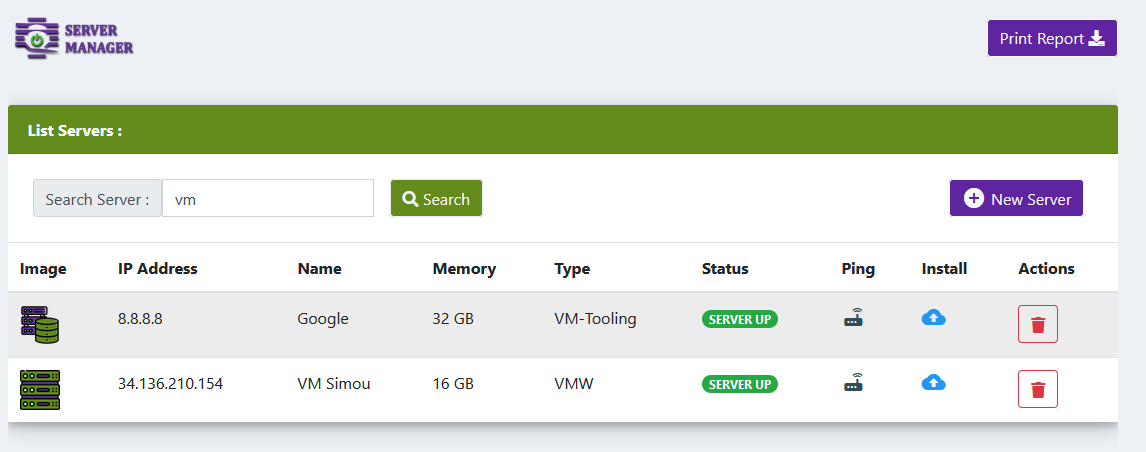 SERVER
MANAGER
Print Report
List Servers :
Search Server : vm Search New Server
Image IP Address Name Memory Type Status Ping Install Actions
8.8.8.8 Google 32 GB VM-Tooling SERVER UP
34.136.210.154 VM Simou 16 GB VMW SERVER UP